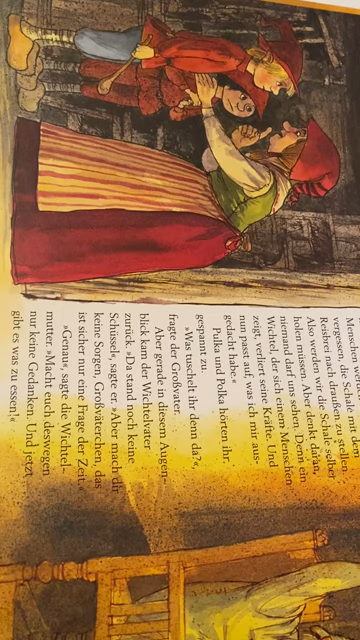 Menschen
vergessen, die Schale mit dem
Reisbrei nach draußen zu stellen.
Also werden wir die Schale selber
holen müssen. Aber denkt daran,
niemand darf uns sehen. Denn ein
Wichtel, der sich einem Menschen
zeigt, verliert seine Kräfte. Und
nun passt auf, was ich mir aus-
gedacht habe.«
Pulka und Polka hörten ihm
gespannt zu.
»Was tuschelt ihr denn da?«,
fragte der Großvater.
Aber gerade in diesem Augen-
blick kam der Wichtelvater
zurück. »Da stand noch keine
Schüssel«, sagte er. »Aber mach dir
keine Sorgen, Großväterchen, das
ist sicher nur eine Frage der Zeit.«
»Genau«, sagte die Wichtel-
mutter. »Macht euch deswegen
nur keine Gedanken. Und jetzt
gibt es was zu essen!«